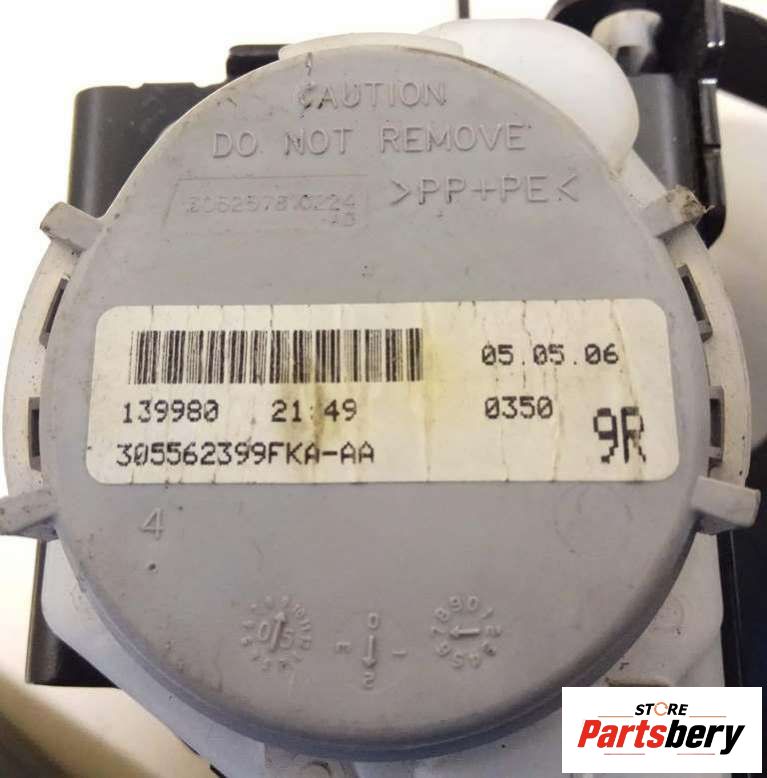 CAUTION
DO NOT REMOVE
>PP+PE<
05.05.06
139980 21:49 0350
305562399FKA-AA
9R
4
STORE
Partsbery